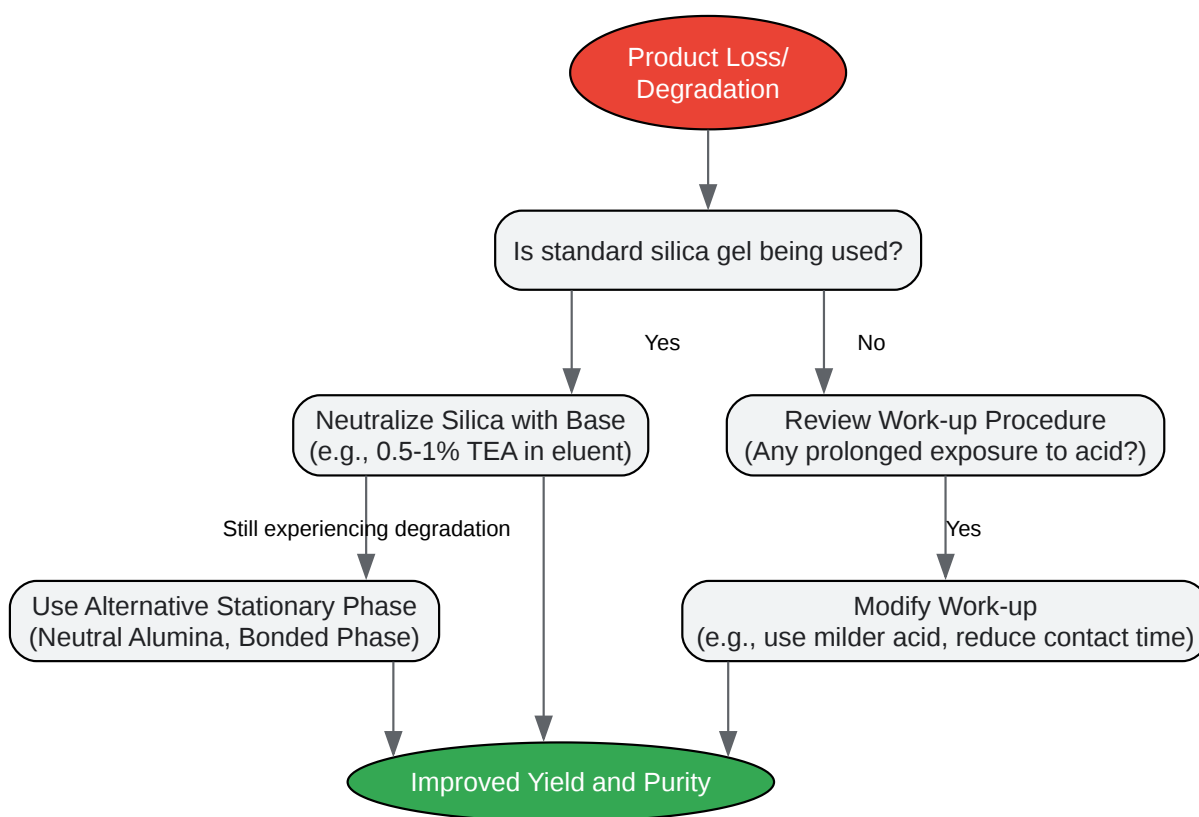 Product Loss/
Degradation
Is standard silica gel being used?
Yes
No
Neutralize Silica with Base
(e.g., 0.5-1% TEA in eluent)
Review Work-up Procedure
(Any prolonged exposure to acid?)
Still experiencing degradation
Yes
Use Alternative Stationary Phase
(Neutral Alumina, Bonded Phase)
Modify Work-up
(e.g., use milder acid, reduce contact time)
Improved Yield and Purity